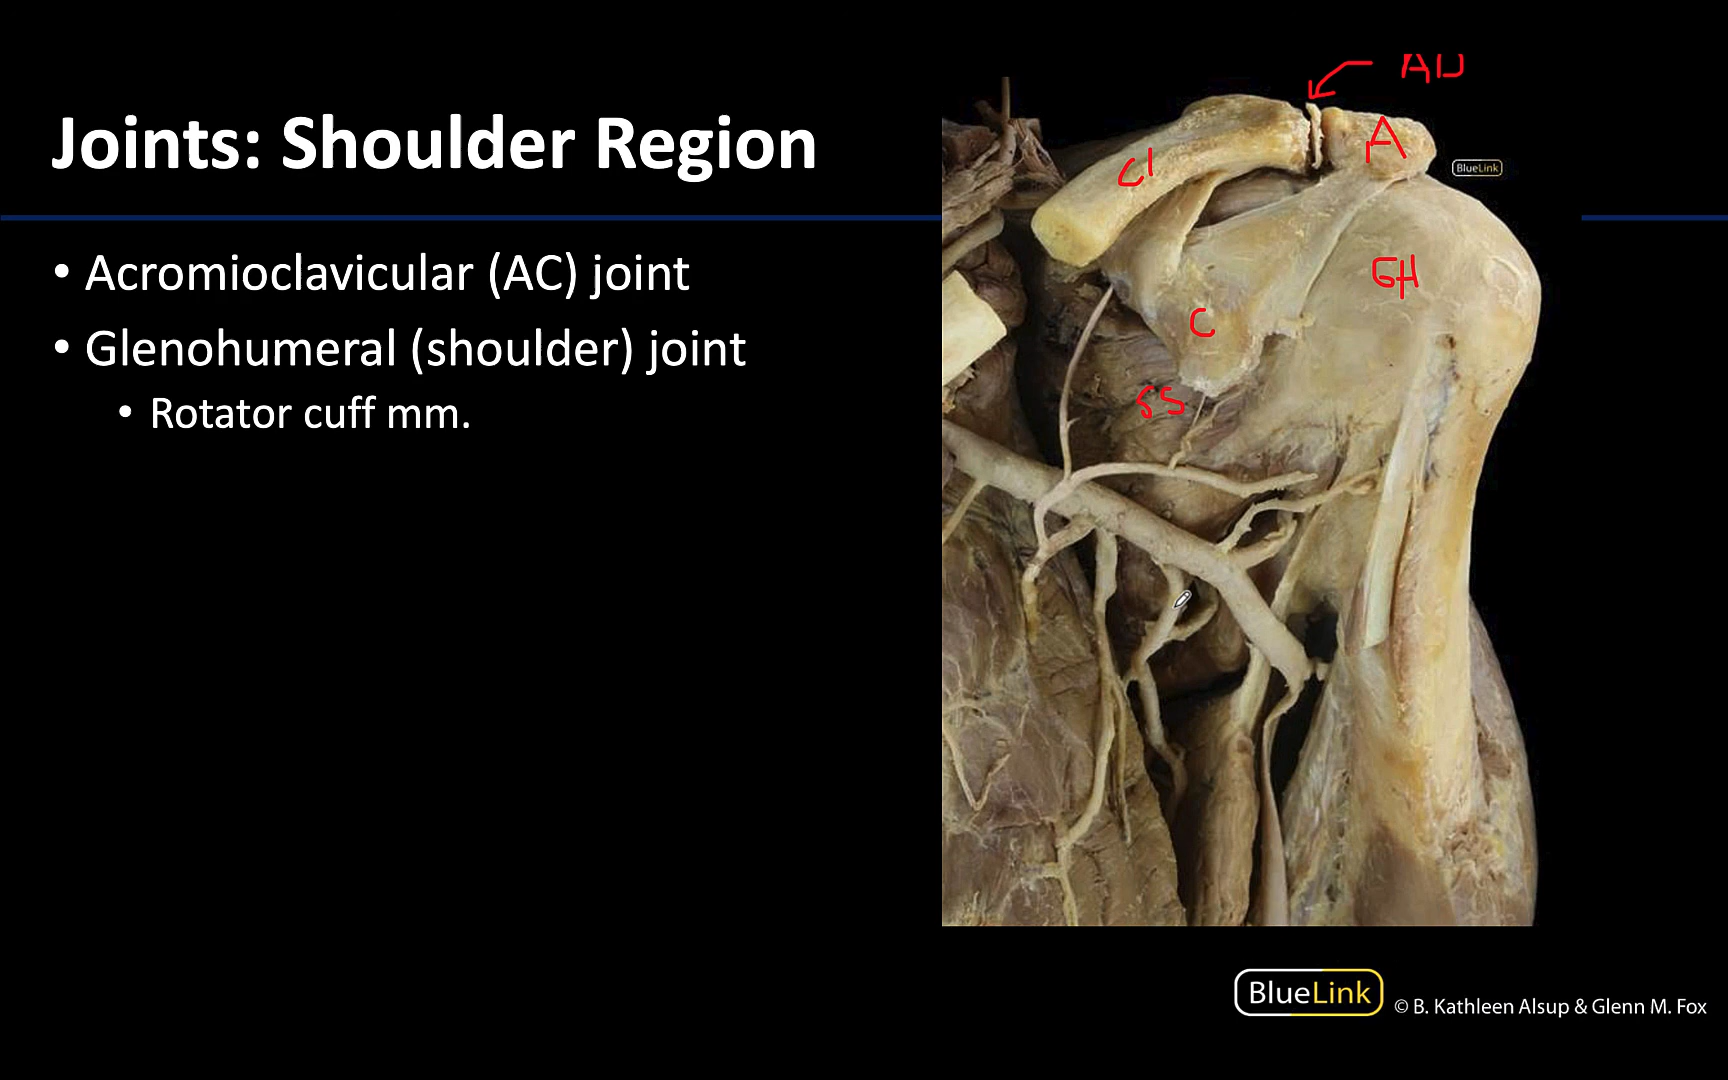 Joints: Shoulder Region
• Acromioclavicular (AC) joint
• Glenohumeral (shoulder) joint
• Rotator cuff mm.
A
Cl
BlueLink
GH
C
SS
BlueLink
© B. Kathleen Alsup & Glenn M. Fox